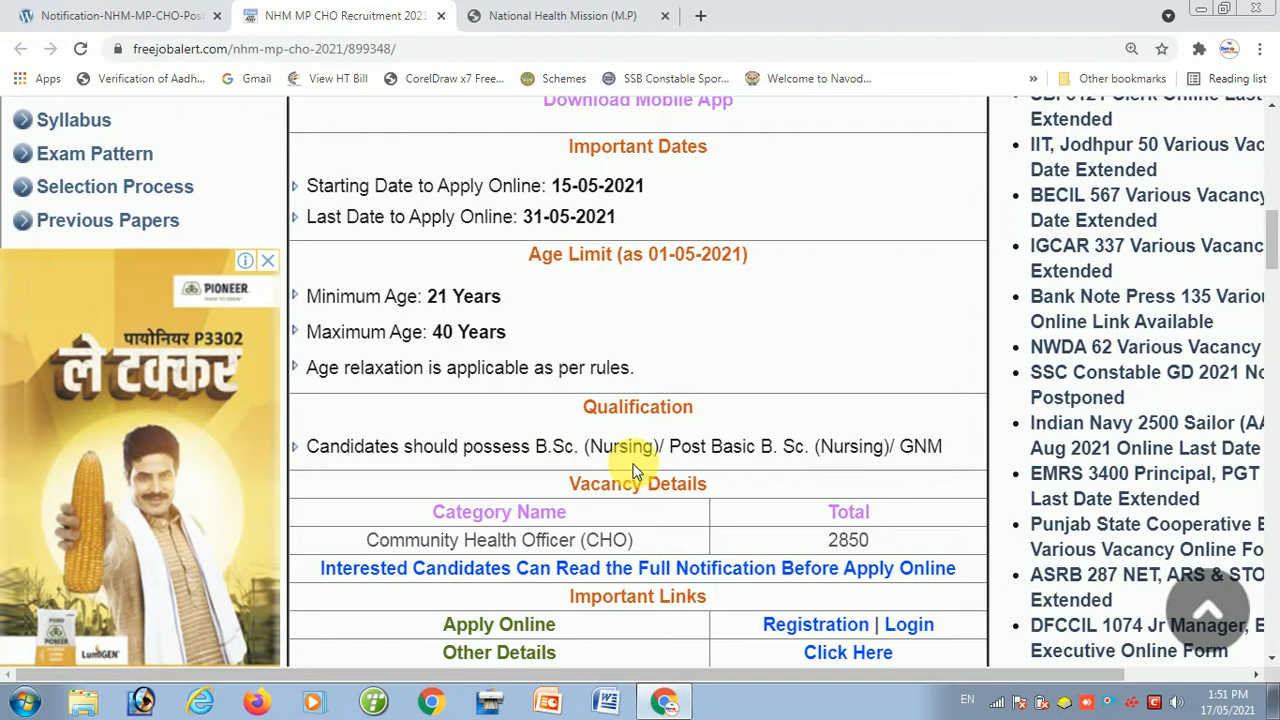 Notification-NHM-MP-CHO-Post
NHM MP CHO Recruitment 2021
National Health Mission (M.P)
freejobalert.com/nhm-mp-cho-2021/899348/
Apps
Verification of Aadh...
Gmail
View HT Bill
CorelDraw x7 Free...
Schemes
SSB Constable Spor...
Welcome to Navod...
Other bookmarks
Reading list
Syllabus
Exam Pattern
Selection Process
Previous Papers
PIONEER
पायोनियर P3302
ले टक्कर
PIONEER
LumiGEN
Download Mobile App
Important Dates
Starting Date to Apply Online: 15-05-2021
Last Date to Apply Online: 31-05-2021
Age Limit (as 01-05-2021)
Minimum Age: 21 Years
Maximum Age: 40 Years
Age relaxation is applicable as per rules.
Qualification
Candidates should possess B.Sc. (Nursing)/ Post Basic B. Sc. (Nursing)/ GNM
Vacancy Details
Category Name Total
Community Health Officer (CHO) 2850
Interested Candidates Can Read the Full Notification Before Apply Online
Important Links
Apply Online Registration | Login
Other Details Click Here
Extended
IIT, Jodhpur 50 Various Vac
Date Extended
BECIL 567 Various Vacancy
Date Extended
IGCAR 337 Various Vacanc
Extended
Bank Note Press 135 Vario
Online Link Available
NWDA 62 Various Vacancy
SSC Constable GD 2021 No
Postponed
Indian Navy 2500 Sailor (AA
Aug 2021 Online Last Date
EMRS 3400 Principal, PGT
Last Date Extended
Punjab State Cooperative B
Various Vacancy Online Fo
ASRB 287 NET, ARS & STO
Extended
DFCCIL 1074 Jr Manager, E
Executive Online Form
EN
1:51 PM
17/05/2021